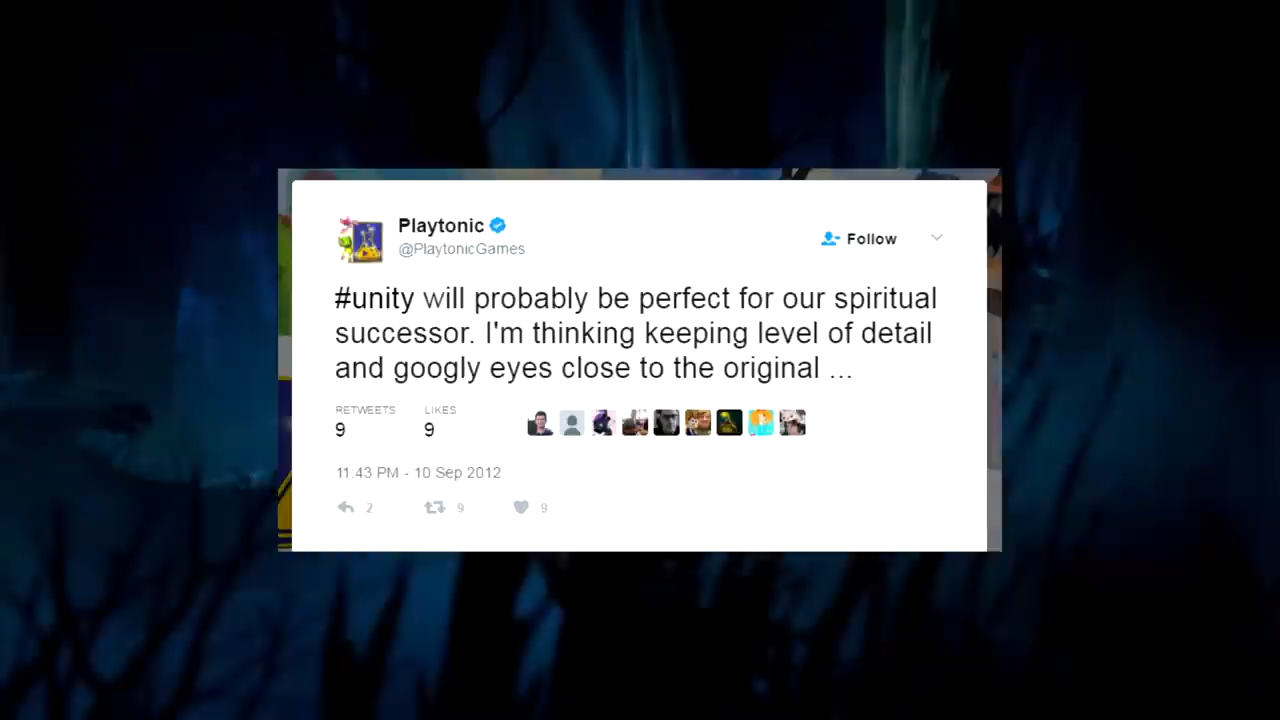 Playtonic
@PlaytonicGames
Follow
#unity will probably be perfect for our spiritual
successor. I'm thinking keeping level of detail
and googly eyes close to the original ...
RETWEETS LIKES
9 9
11.43 PM - 10 Sep 2012
2 9 9